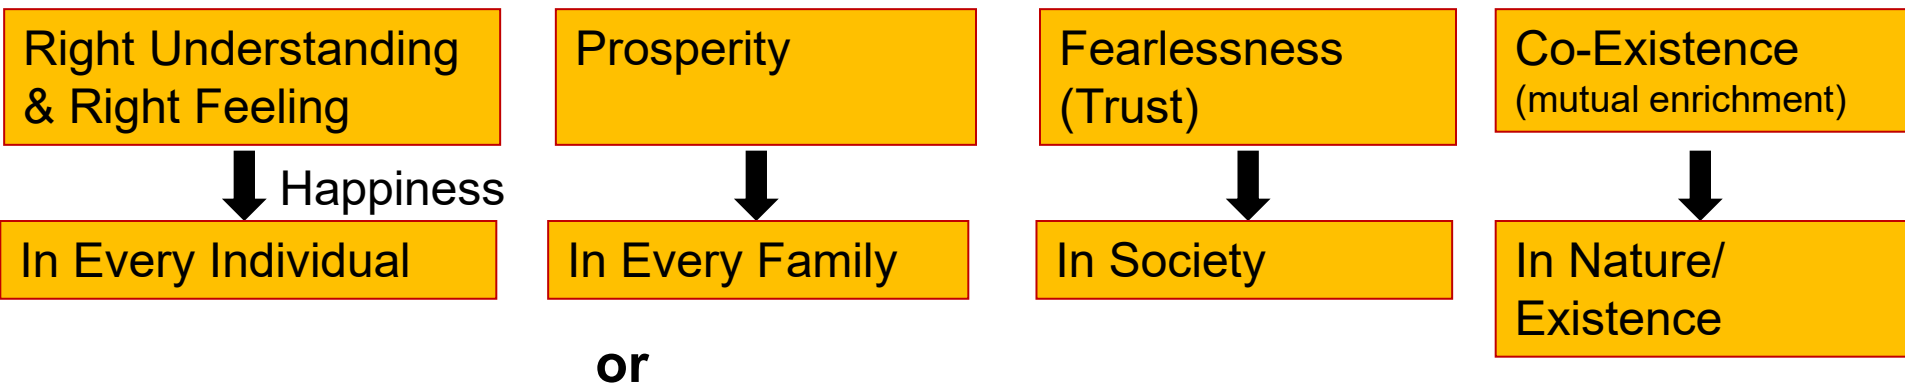 Right Understanding
& Right Feeling
Prosperity
Fearlessness
(Trust)
Co-Existence
(mutual enrichment)
Happiness
In Every Individual
In Every Family
In Society
In Nature/
Existence
or